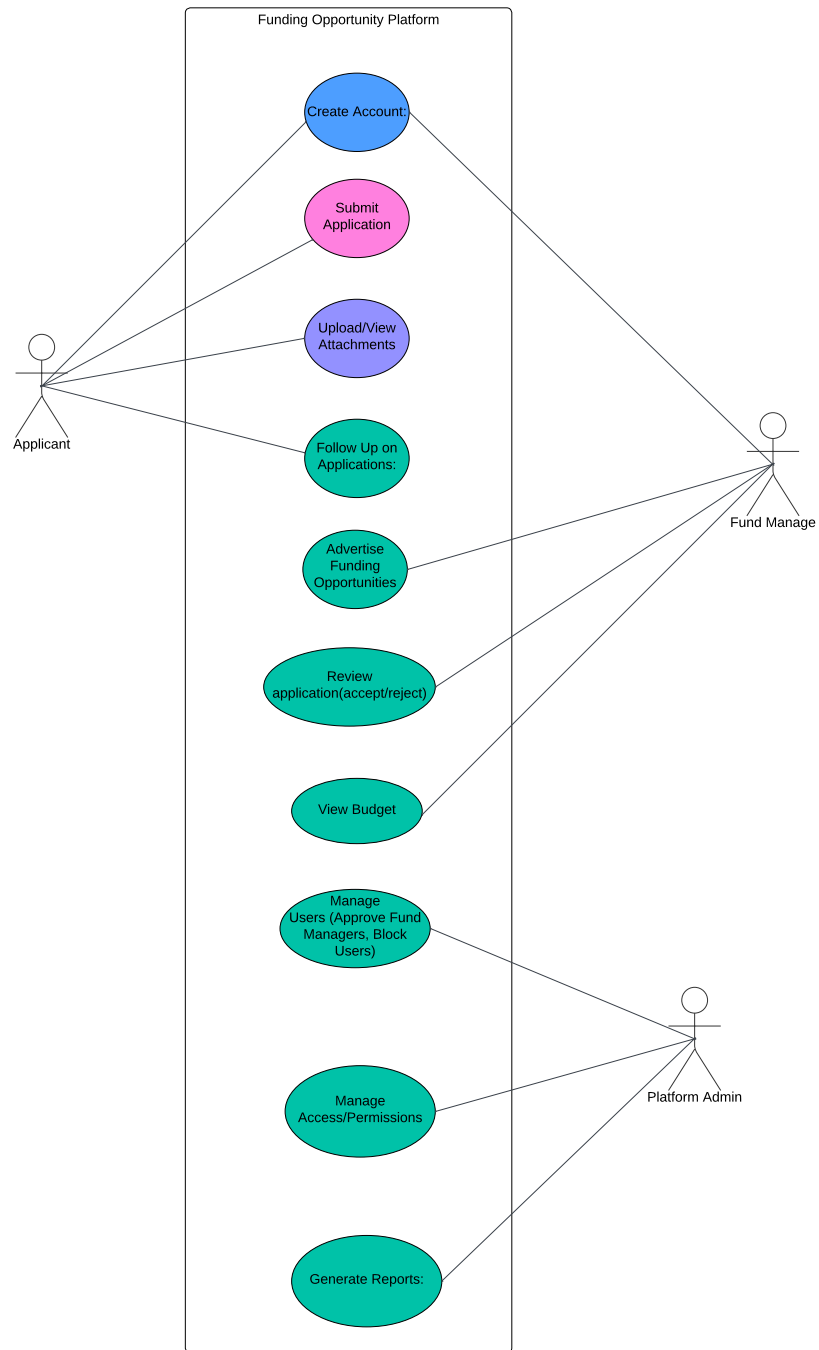 Funding Opportunity Platform
Create Account:
Submit
Application
Upload/View
Attachments
Applicant
Follow Up on
Applications:
Fund Manage
Advertise
Funding
Opportunities
Review
application(accept/reject)
View Budget
Manage
Users (Approve Fund
Managers, Block
Users)
Platform Admin
Manage
Access/Permissions
Generate Reports: